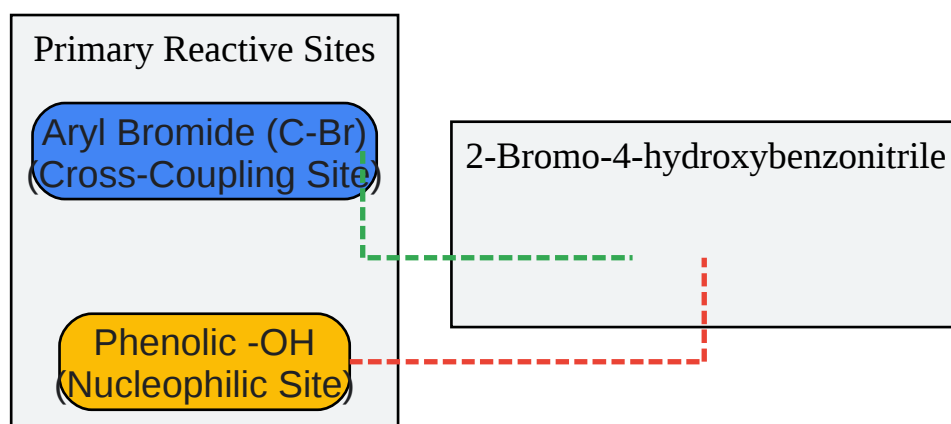 Primary Reactive Sites
Aryl Bromide (C-Br)
(Cross-Coupling Site)
2-Bromo-4-hydroxybenzonitrile
Phenolic -OH
(Nucleophilic Site)